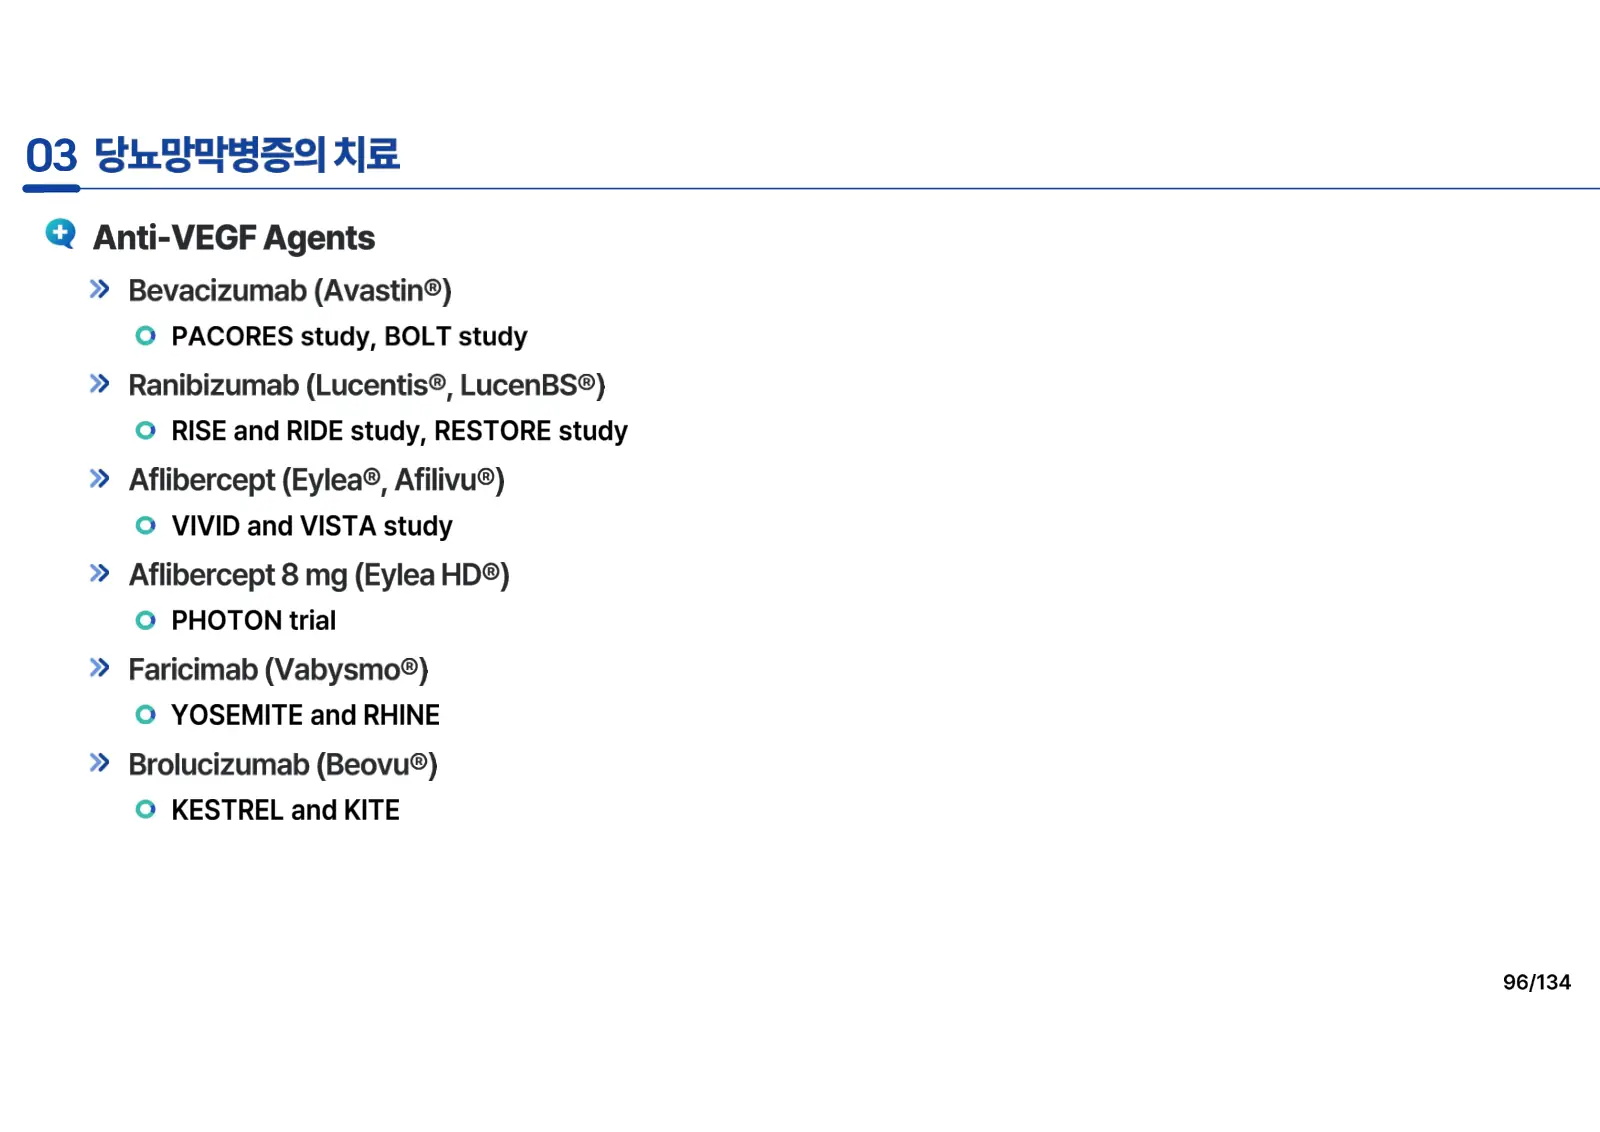 03 당뇨망막병증의 치료
Anti-VEGF Agents
Bevacizumab (Avastin®)
PACORES study, BOLT study
Ranibizumab (Lucentis®, LucenBS®)
RISE and RIDE study, RESTORE study
Aflibercept (Eylea®, Afilivu®)
VIVID and VISTA study
Aflibercept 8 mg (Eylea HD®)
PHOTON trial
Faricimab (Vabysmo®)
YOSEMITE and RHINE
Brolucizumab (Beovu®)
KESTREL and KITE
96/134